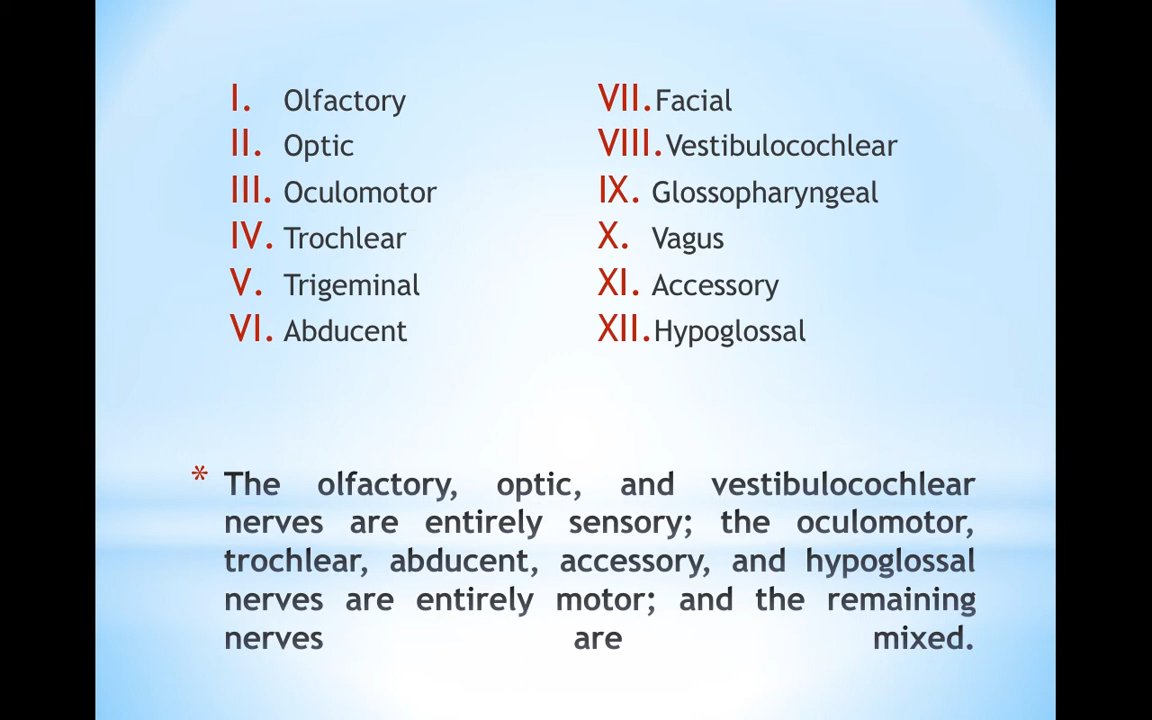 I. Olfactory
II. Optic
III. Oculomotor
IV. Trochlear
V. Trigeminal
VI. Abducent
VII. Facial
VIII. Vestibulocochlear
IX. Glossopharyngeal
X. Vagus
XI. Accessory
XII. Hypoglossal
* The olfactory, optic, and vestibulocochlear
nerves are entirely sensory; the oculomotor,
trochlear, abducent, accessory, and hypoglossal
nerves are entirely motor; and the remaining
nerves are mixed.